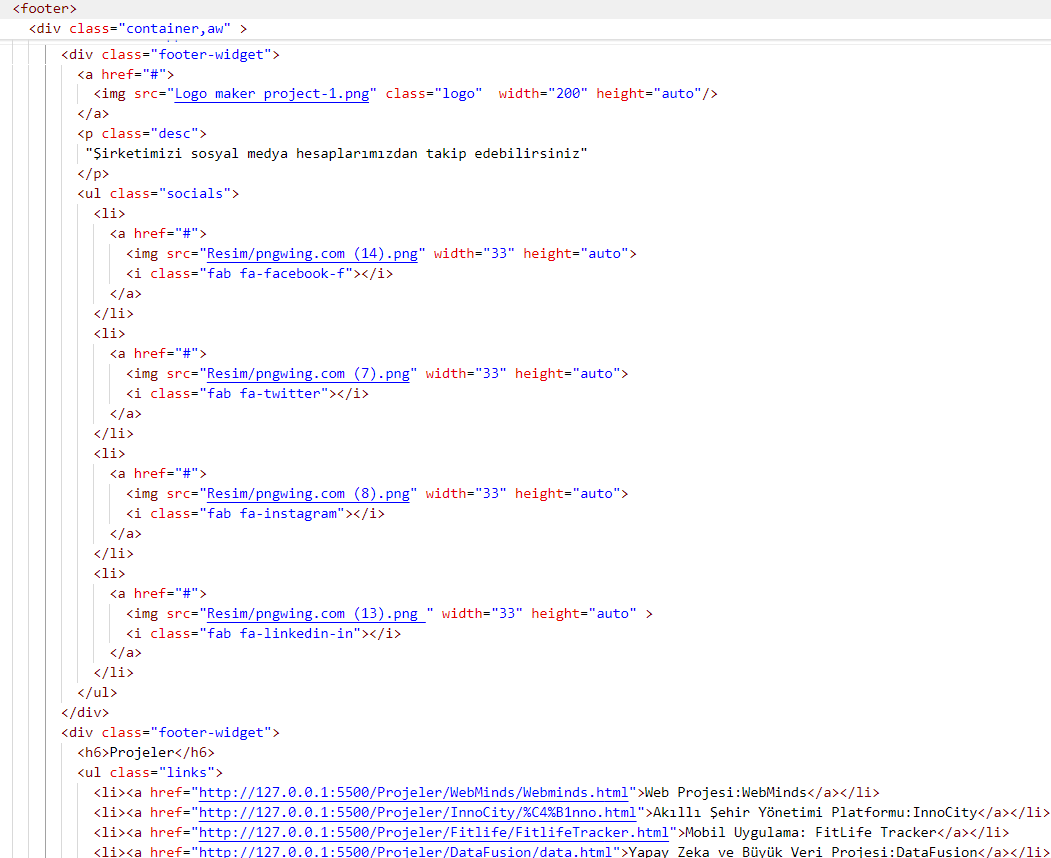 <footer>
<div class="container,aw" >
<div class="footer-widget">
<a href="#">
<img src="Logo maker project-1.png" class="logo"  width="200" height="auto"/>
</a>
<p class="desc">
"Şirketimizi sosyal medya hesaplarımızdan takip edebilirsiniz"
</p>
<ul class="socials">
<li>
<a href="#">
<img src="Resim/pngwing.com (14).png" width="33" height="auto">
<i class="fab fa-facebook-f"></i>
</a>
</li>
<li>
<a href="#">
<img src="Resim/pngwing.com (7).png" width="33" height="auto">
<i class="fab fa-twitter"></i>
</a>
</li>
<li>
<a href="#">
<img src="Resim/pngwing.com (8).png" width="33" height="auto">
<i class="fab fa-instagram"></i>
</a>
</li>
<li>
<a href="#">
<img src="Resim/pngwing.com (13).png " width="33" height="auto" >
<i class="fab fa-linkedin-in"></i>
</a>
</li>
</ul>
</div>
<div class="footer-widget">
<h6>Projeler</h6>
<ul class="links">
<li><a href="http://127.0.0.1:5500/Projeler/WebMinds/Webminds.html">Web Projesi:WebMinds</a></li>
<li><a href="http://127.0.0.1:5500/Projeler/InnoCity/%C4%B1nno.html">Akıllı Şehir Yönetimi Platformu:InnoCity</a></li>
<li><a href="http://127.0.0.1:5500/Projeler/Fitlife/FitlifeTracker.html">Mobil Uygulama: FitLife Tracker</a></li>
<li><a href="http://127.0.0.1:5500/Projeler/DataFusion/data.html">Yapay Zeka ve Büyük Veri Projesi:DataFusion</a></li>